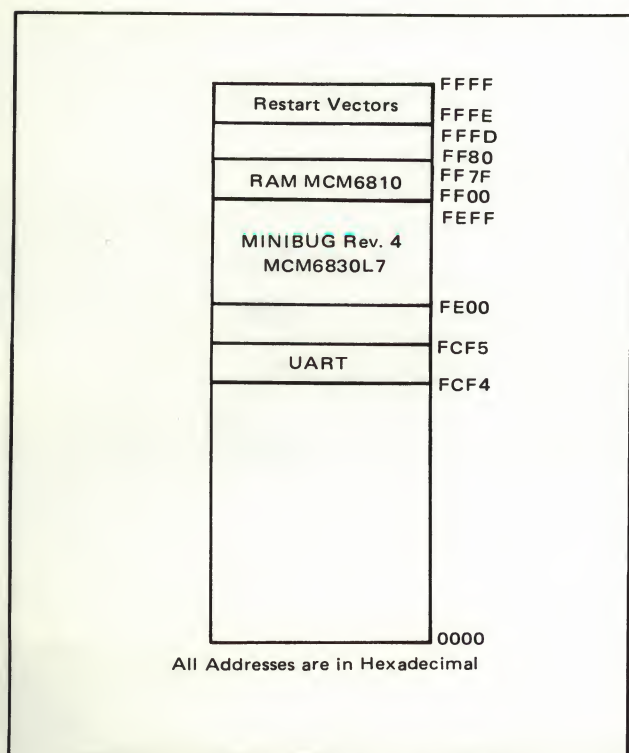 FFFF
Restart Vectors
FFFE
FFFD
FF80
RAM MCM6810
FF7F
FF00
FEFF
MINIBUG Rev. 4
MCM6830L7
FE00
FCF5
UART
FCF4
0000
All Addresses are in Hexadecimal